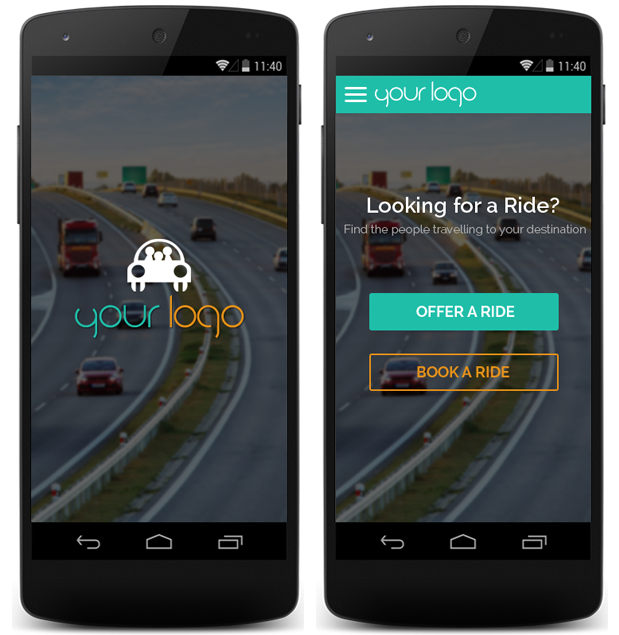 11:40
your logo
11:40
your logo
Looking for a Ride?
Find the people travelling to your destination
OFFER A RIDE
BOOK A RIDE